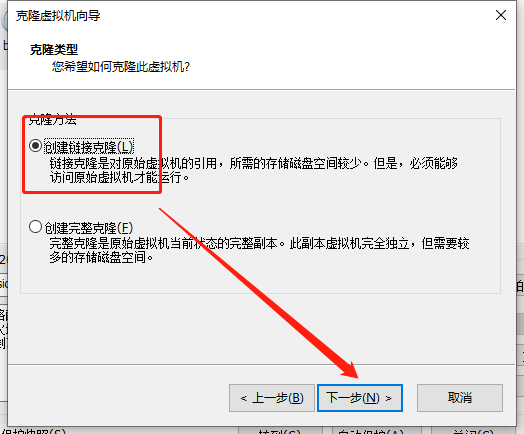 克隆虚拟机向导
克隆类型
您希望如何克隆此虚拟机?
克隆方法
创建链接克隆(L)
链接克隆是对原始虚拟机的引用，所需的存储磁盘空间较少。但是，必须能够
访问原始虚拟机才能运行。
创建完整克隆(F)
完整克隆是原始虚拟机当前状态的完整副本。此副本虚拟机完全独立，但需要较
多的存储磁盘空间。
< 上一步(B)
下一步(N) >
取消